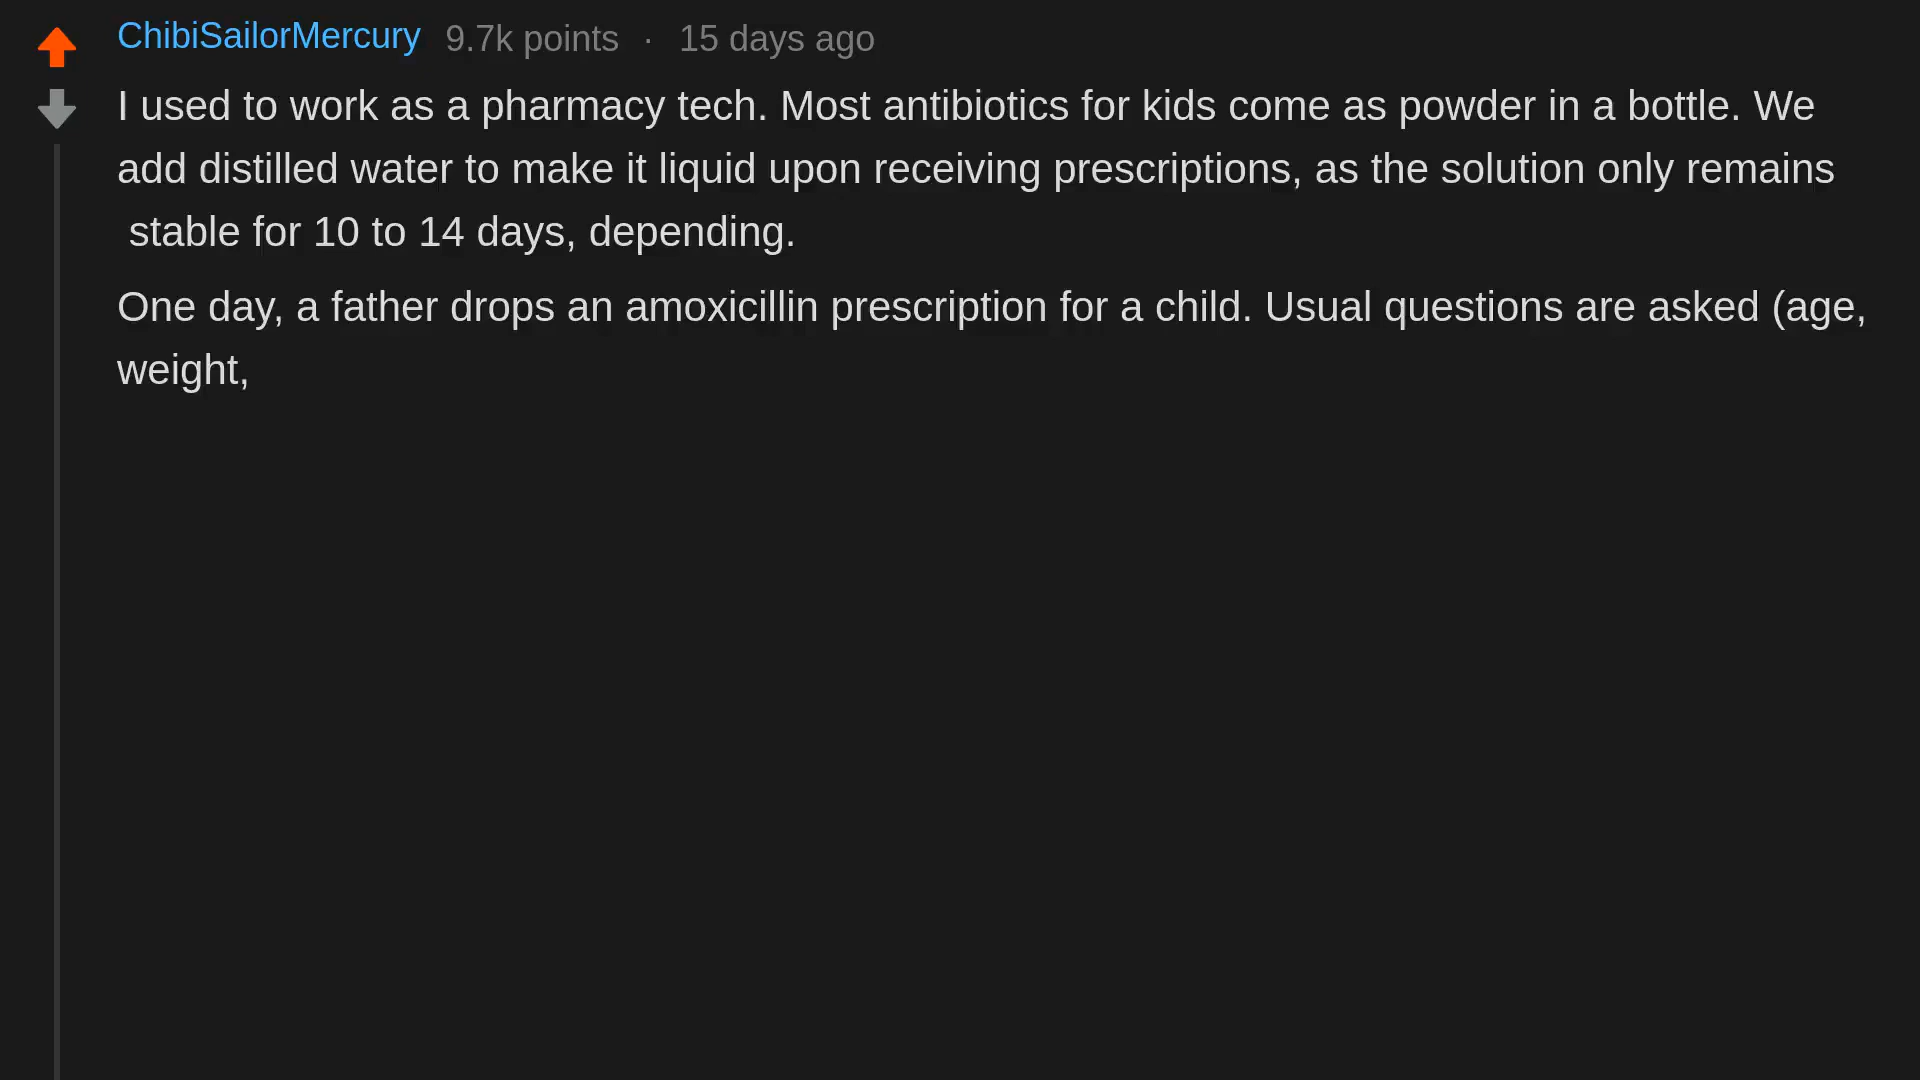 ChibiSailorMercury 9.7k points · 15 days ago
I used to work as a pharmacy tech. Most antibiotics for kids come as powder in a bottle. We
add distilled water to make it liquid upon receiving prescriptions, as the solution only remains
stable for 10 to 14 days, depending.
One day, a father drops an amoxicillin prescription for a child. Usual questions are asked (age,
weight,